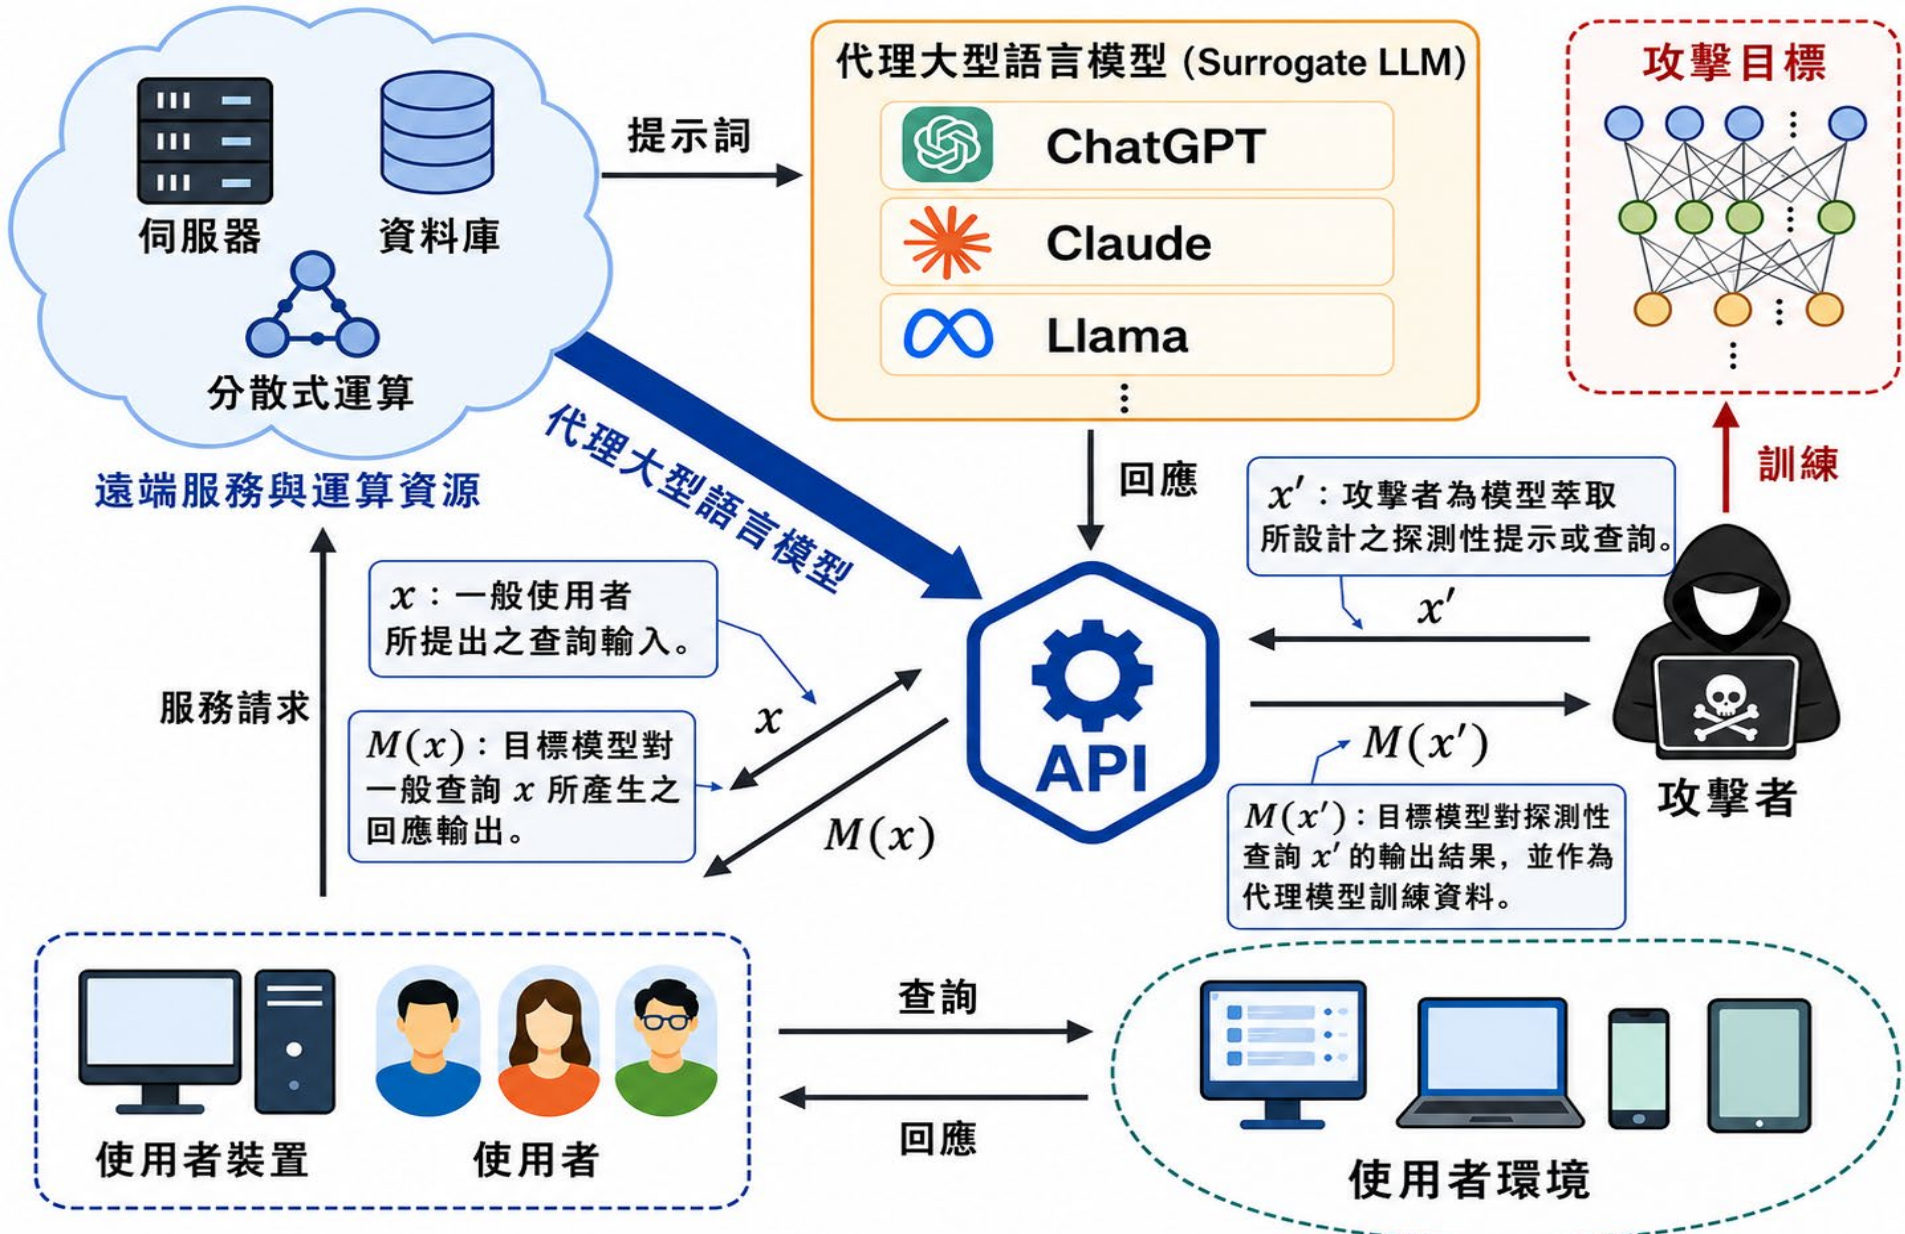 伺服器
資料庫
分散式運算
遠端服務與運算資源
提示詞
代理大型語言模型 (Surrogate LLM)
ChatGPT
Claude
Llama
⋮
攻擊目標
訓練
代理大型語言模型
回應
x′：攻擊者為模型萃取
所設計之探測性提示或查詢。
x′
x：一般使用者
所提出之查詢輸入。
服務請求
x
M(x)：目標模型對
一般查詢 x 所產生之
回應輸出。
M(x)
API
M(x′)
M(x′)：目標模型對探測性
查詢 x′ 的輸出結果，並作為
代理模型訓練資料。
攻擊者
使用者裝置
使用者
查詢
回應
使用者環境